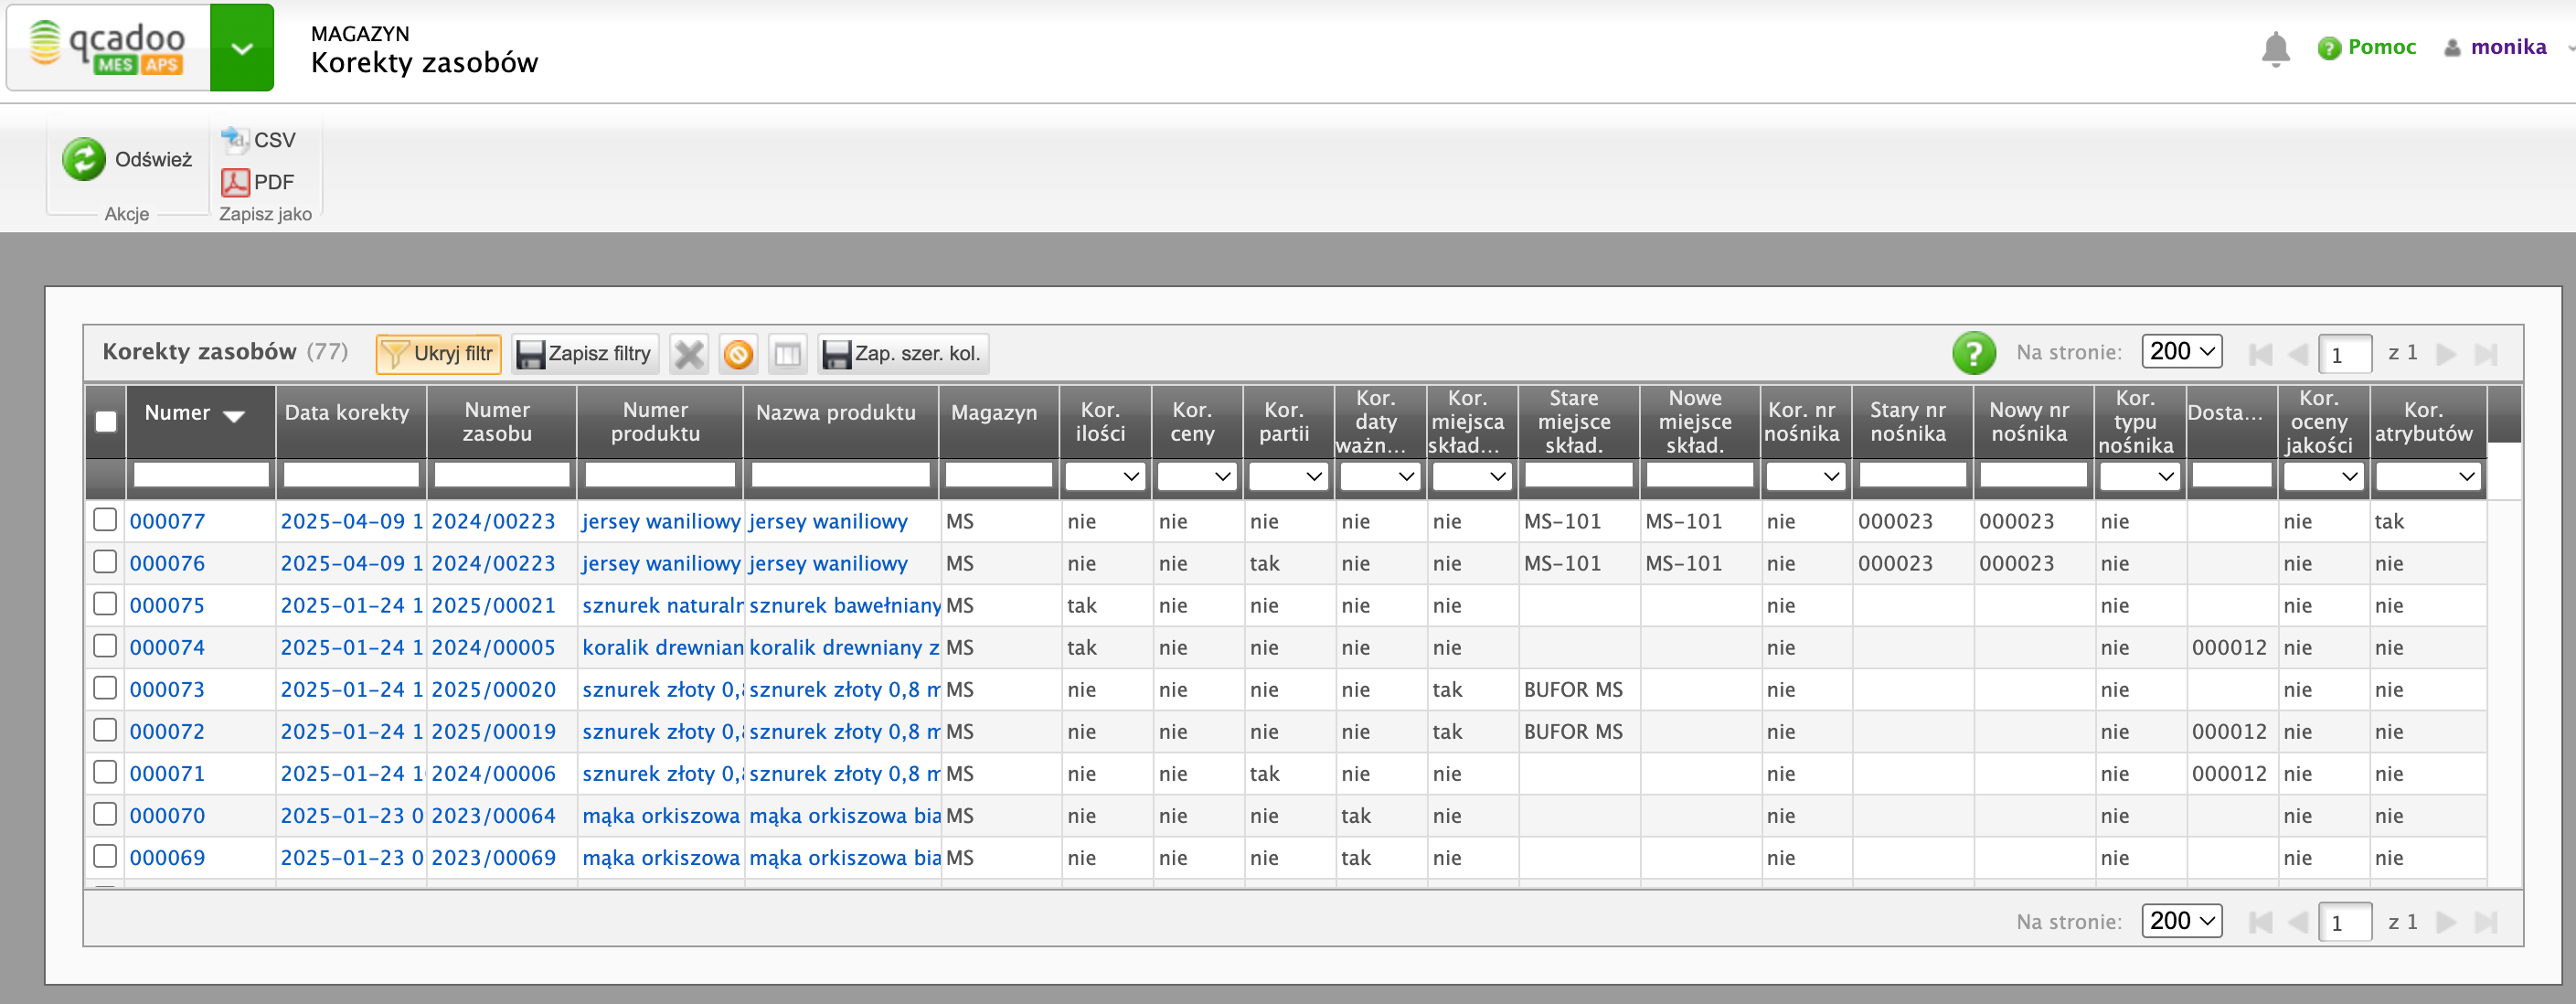 qcadoo
MES APS
MAGAZYN
Korekty zasobów
Pomoc
monika
Odśwież
CSV
PDF
Akcje
Zapisz jako
Korekty zasobów (77)
Ukryj filtr
Zapisz filtry
Zap. szer. kol.
Na stronie: 200 1 z 1
Numer Data korekty Numer zasobu Numer produktu Nazwa produktu Magazyn Kor. ilości Kor. ceny Kor. partii Kor. daty ważn... Kor. miejsca skład... Stare miejsce skład. Nowe miejsce skład. Kor. nr nośnika Stary nr nośnika Nowy nr nośnika Kor. typu nośnika Dosta... Kor. oceny jakości Kor. atrybutów
000077 2025-04-09 1 2024/00223 jersey waniliowy jersey waniliowy MS nie nie nie nie nie MS-101 MS-101 nie 000023 000023 nie nie tak
000076 2025-04-09 1 2024/00223 jersey waniliowy jersey waniliowy MS nie nie tak nie nie MS-101 MS-101 nie 000023 000023 nie nie nie
000075 2025-01-24 1 2025/00021 sznurek naturaln sznurek bawełniany MS tak nie nie nie nie nie nie nie nie
000074 2025-01-24 1 2024/00005 koralik drewnian koralik drewniany z MS tak nie nie nie nie nie nie 000012 nie nie
000073 2025-01-24 1 2025/00020 sznurek złoty 0,8 sznurek złoty 0,8 m MS nie nie nie nie tak BUFOR MS nie nie nie nie
000072 2025-01-24 1 2025/00019 sznurek złoty 0,8 sznurek złoty 0,8 m MS nie nie nie nie tak BUFOR MS nie nie 000012 nie nie
000071 2025-01-24 1 2024/00006 sznurek złoty 0,8 sznurek złoty 0,8 m MS nie nie tak nie nie nie nie 000012 nie nie
000070 2025-01-23 0 2023/00064 mąka orkiszowa mąka orkiszowa bia MS nie nie nie tak nie nie nie nie nie
000069 2025-01-23 0 2023/00069 mąka orkiszowa mąka orkiszowa bia MS nie nie nie tak nie nie nie nie nie
Na stronie: 200 1 z 1